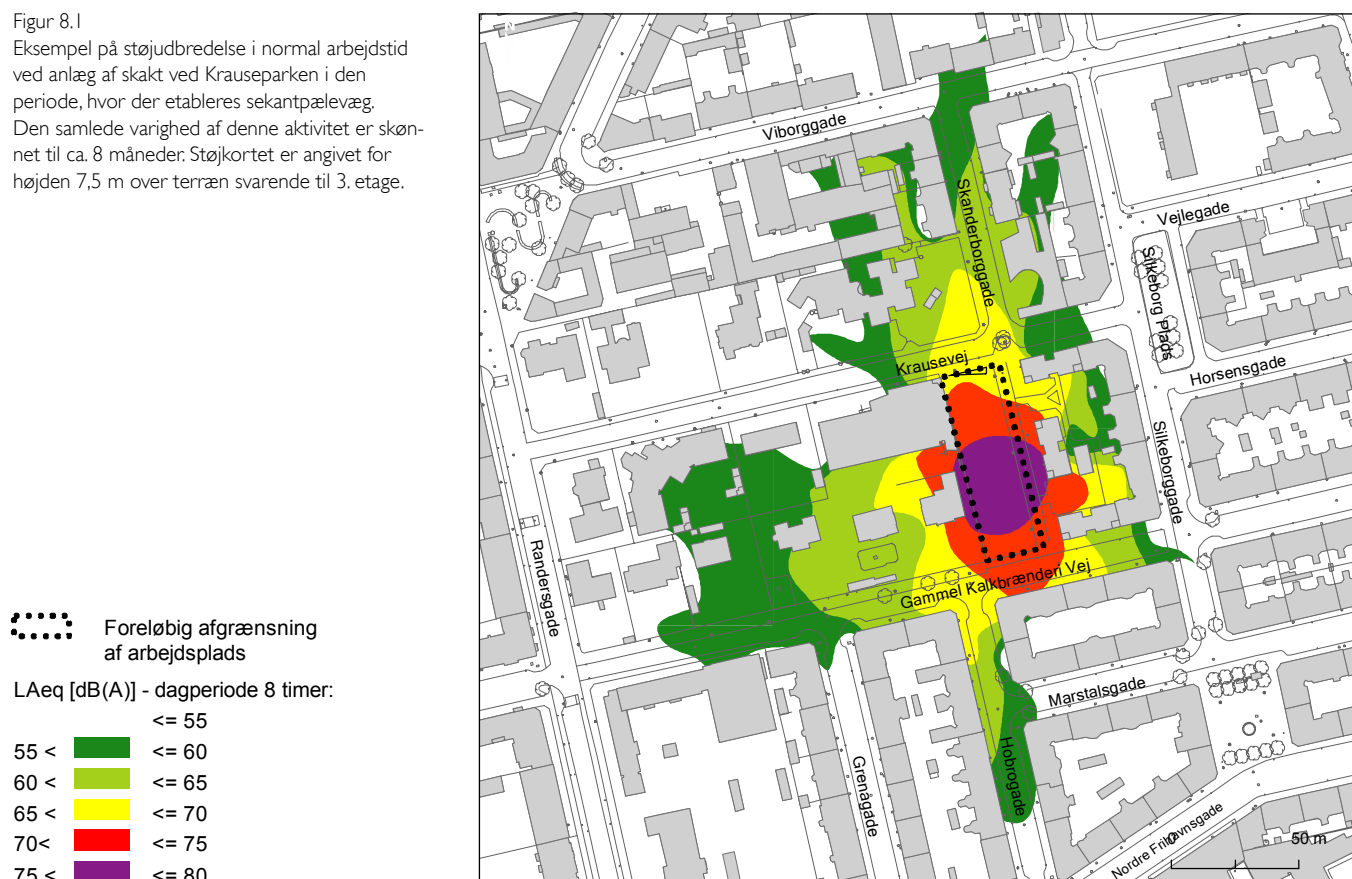 Figur 8.1
Eksempel på støjudbredelse i normal arbejdstid
ved anlæg af skakt ved Krauseparken i den
periode, hvor der etableres sekantpælevæg.
Den samlede varighed af denne aktivitet er skøn-
net til ca. 8 måneder. Støjkortet er angivet for
højden 7,5 m over terræn svarende til 3. etage.
Foreløbig afgrænsning
af arbejdsplads
LAeq [dB(A)] - dagperiode 8 timer:
<= 55
55 < <= 60
60 < <= 65
65 < <= 70
70< <= 75
75 < <= 80
N
Viborggade
Skanderborggade
Vejlegade
Silkeborg Plads
Krausevej
Horsensgade
Silkeborggade
Randersgade
Gammel Kalkbrænderi Vej
Marstalsgade
Hobrogade
Grenågade
Nordre Frihavnsgade
0 50 m